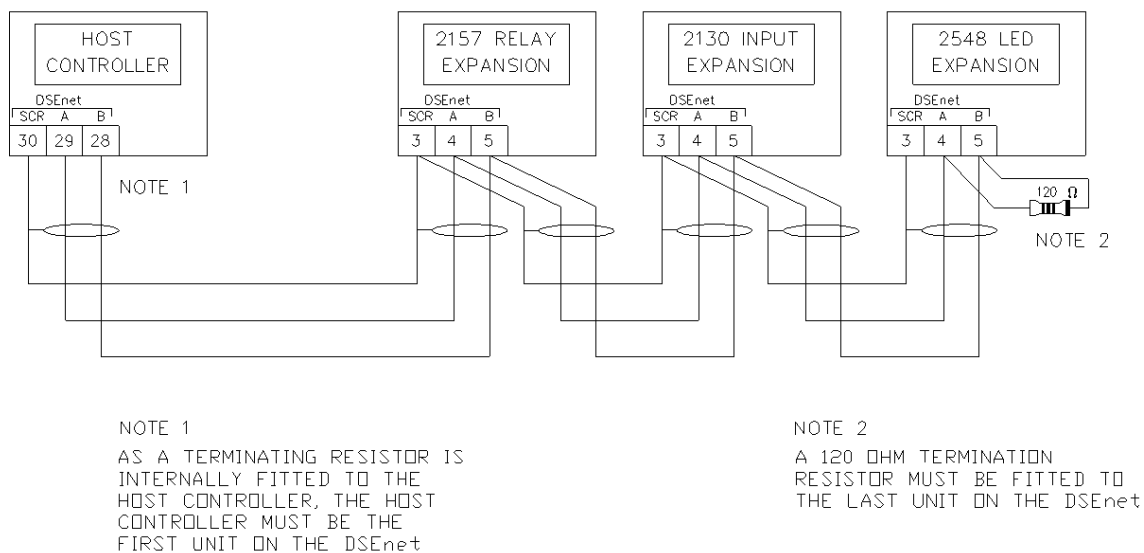 HOST CONTROLLER
DSEnet
SCR A B
30 29 28
NOTE 1
2157 RELAY EXPANSION
DSEnet
SCR A B
3 4 5
2130 INPUT EXPANSION
DSEnet
SCR A B
3 4 5
2548 LED EXPANSION
DSEnet
SCR A B
3 4 5
120 Ω
NOTE 2
NOTE 1
AS A TERMINATING RESISTOR IS
INTERNALLY FITTED TO THE
HOST CONTROLLER, THE HOST
CONTROLLER MUST BE THE
FIRST UNIT ON THE DSEnet
NOTE 2
A 120 OHM TERMINATION
RESISTOR MUST BE FITTED TO
THE LAST UNIT ON THE DSEnet